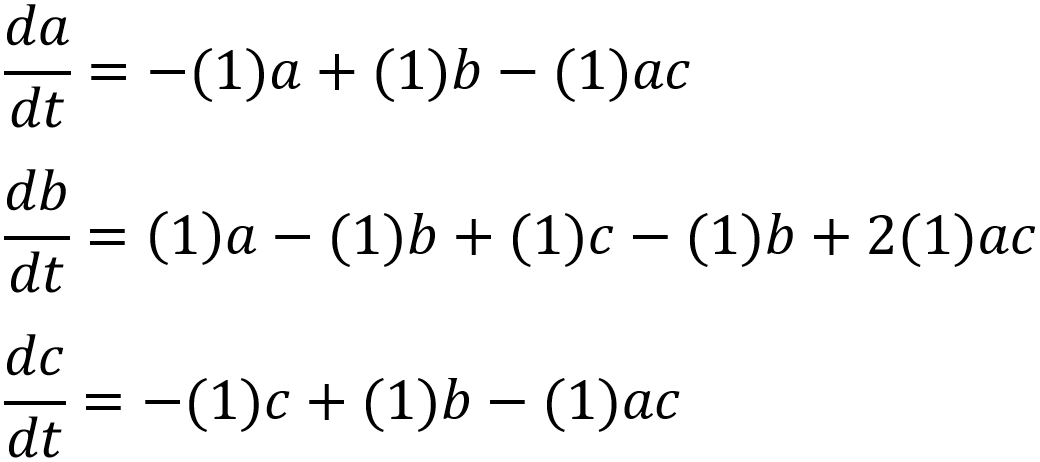 da/dt = −(1)a + (1)b − (1)ac
db/dt = (1)a − (1)b + (1)c − (1)b + 2(1)ac
dc/dt = −(1)c + (1)b − (1)ac